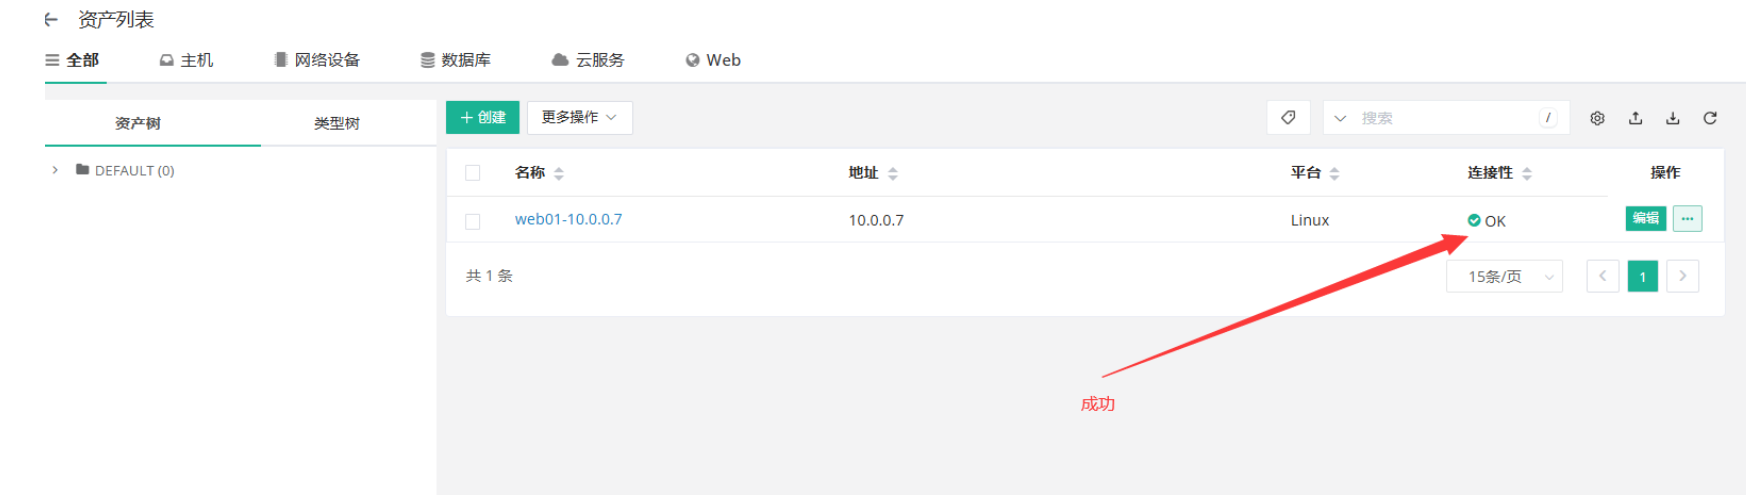 资产列表
全部 主机 网络设备 数据库 云服务 Web
资产树 类型树
DEFAULT (0)
创建 更多操作 搜索 /
名称 地址 平台 连接性 操作
web01-10.0.0.7 10.0.0.7 Linux OK 编辑 ...
共 1 条 15条/页 1
成功